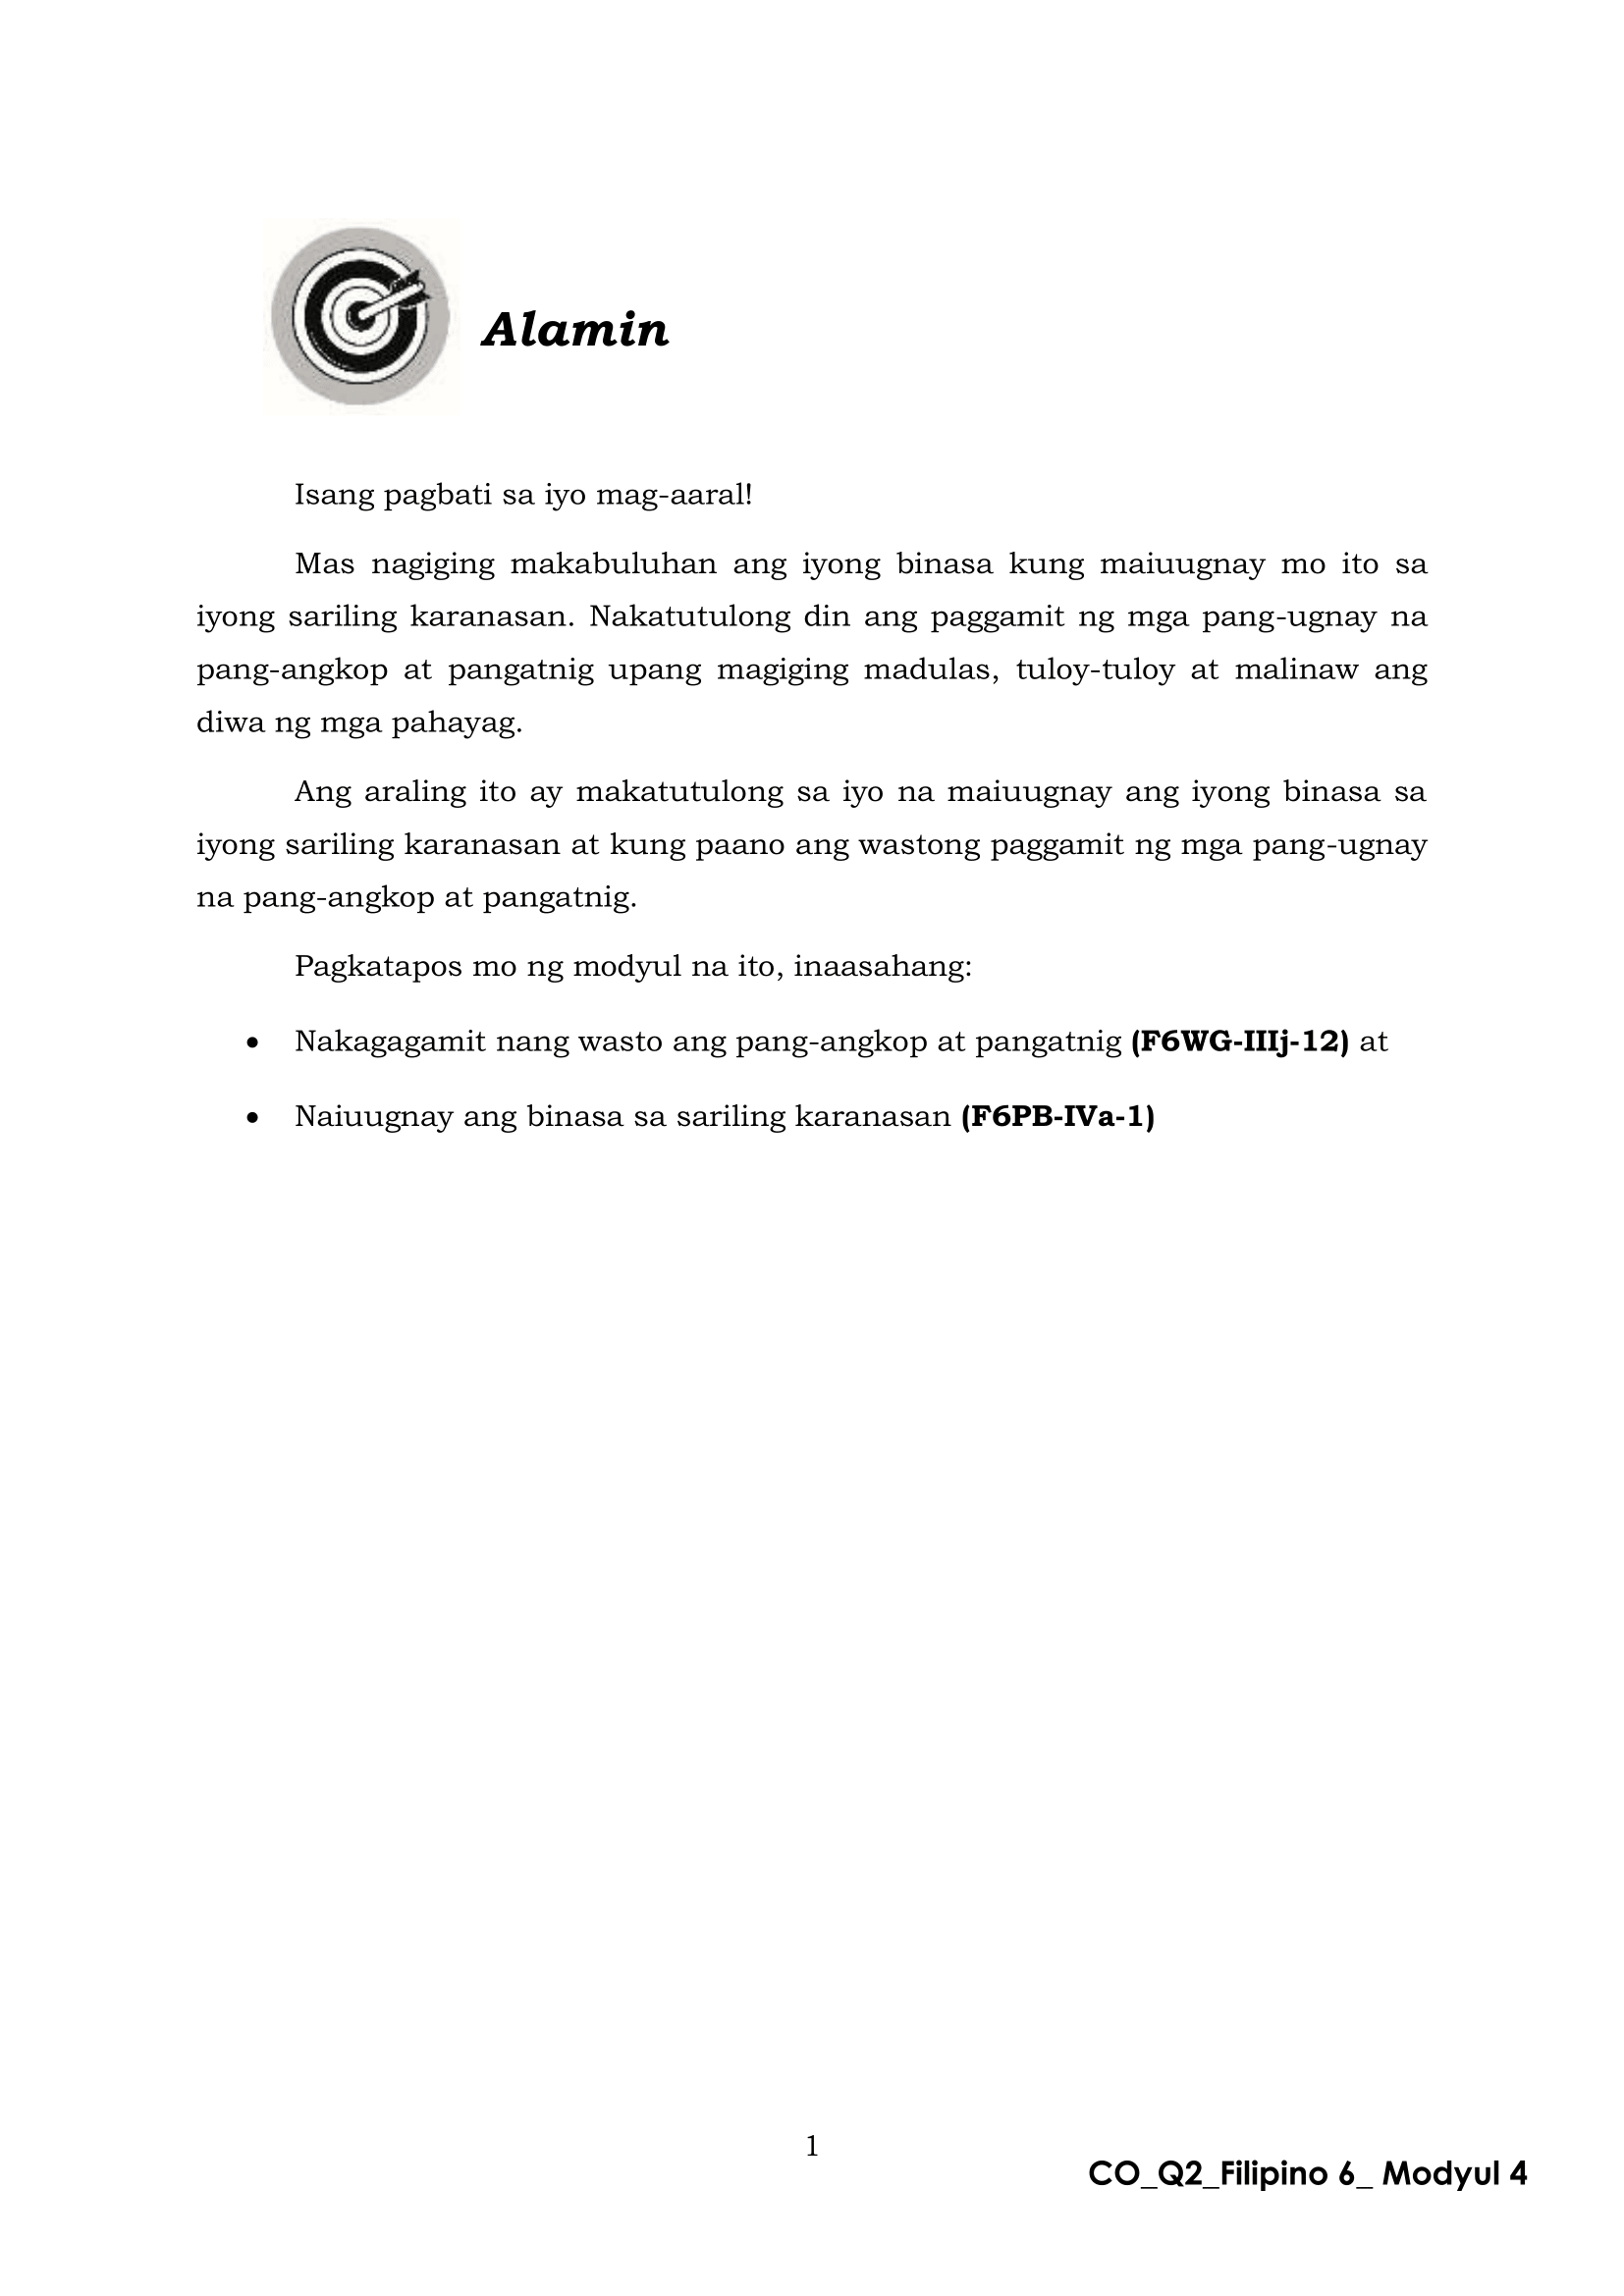 Alamin
Isang pagbati sa iyo mag-aaral!
Mas nagiging makabuluhan ang iyong binasa kung maiuugnay mo ito sa
iyong sariling karanasan. Nakatutulong din ang paggamit ng mga pang-ugnay na
pang-angkop at pangatnig upang magiging madulas, tuloy-tuloy at malinaw ang
diwa ng mga pahayag.
Ang araling ito ay makatutulong sa iyo na maiuugnay ang iyong binasa sa
iyong sariling karanasan at kung paano ang wastong paggamit ng mga pang-ugnay
na pang-angkop at pangatnig.
Pagkatapos mo ng modyul na ito, inaasahang:
• Nakagagamit nang wasto ang pang-angkop at pangatnig (F6WG-IIIj-12) at
• Naiuugnay ang binasa sa sariling karanasan (F6PB-IVa-1)
1
CO_Q2_Filipino 6_ Modyul 4